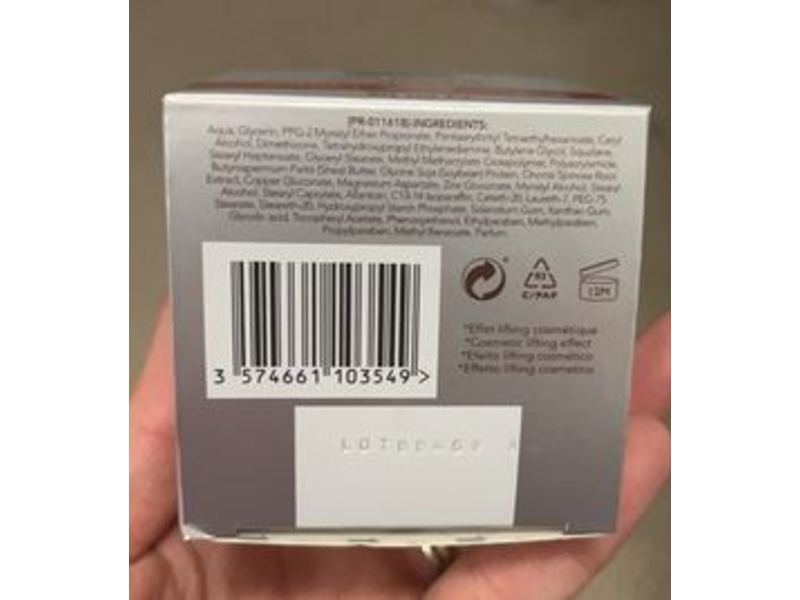 (PR-011618)-INGREDIENTS:
Aqua, Glycerin, PPG-2 Myristyl Ether Propionate, Pentaerythrityl Tetraethylhexanoate, Cetyl
Alcohol, Dimethicone, Tetrahydroxypropyl Ethylenediamine, Butylene Glycol, Squalane,
Stearyl Heptanoate, Glyceryl Stearate, Methyl Methacrylate Crosspolymer, Polyacrylamide,
Butyrospermum Parkii (Shea) Butter, Glycine Soja (Soybean) Protein, Ononis Spinosa Root
Extract, Copper Gluconate, Magnesium Aspartate, Zinc Gluconate, Myristyl Alcohol, Stearyl
Alcohol, Stearyl Caprylate, Allantoin, C13-14 Isoparaffin, Ceteth-20, Laureth-7, PEG-75
Stearate, Steareth-20, Hydroxypropyl Starch Phosphate, Sclerotium Gum, Xanthan Gum,
Glycolic acid, Tocopheryl Acetate, Phenoxyethanol, Ethylparaben, Methylparaben,
Propylparaben, Methyl Benzoate, Parfum.
3 574661 103549 >
C/PAP
12M
*Effet lifting cosmétique
*Cosmetic lifting effect
*Efeito lifting cosmético
*Effetto lifting cosmetico
LOT